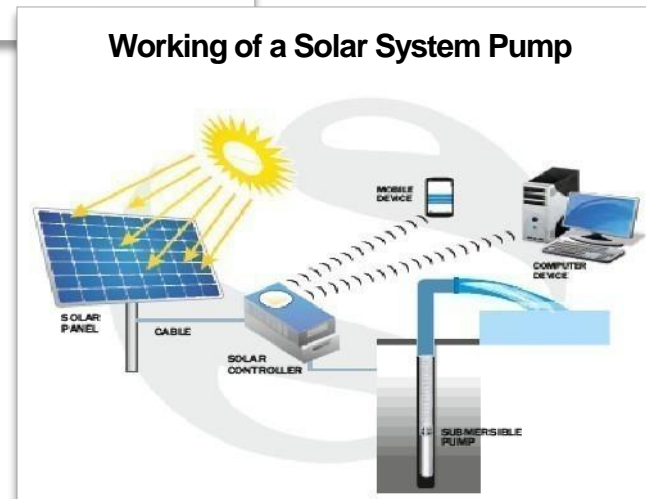 Working of a Solar System Pump
MOBILE
DEVICE
COMPUTER
DEVICE
SOLAR
PANEL
CABLE
SOLAR
CONTROLLER
SUBMERSIBLE
PUMP